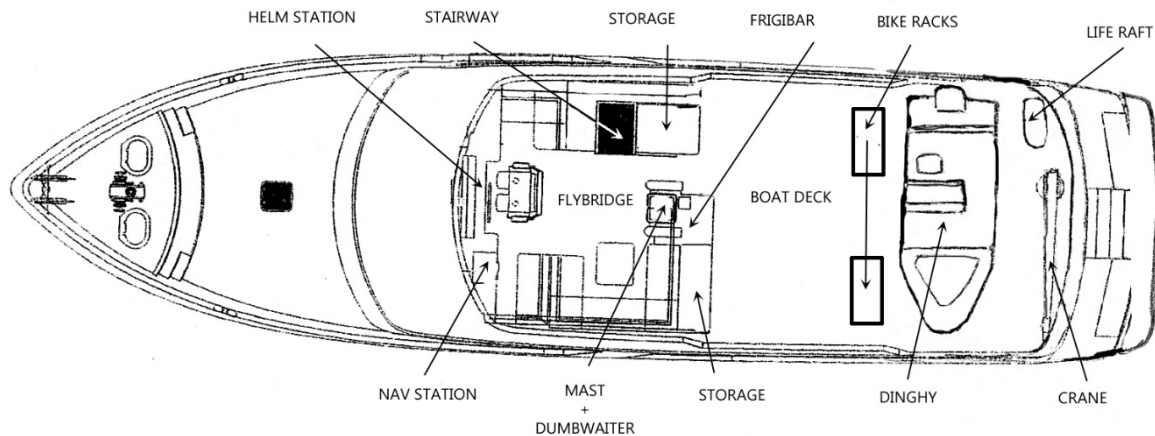 HELM STATION
STAIRWAY
STORAGE
FRIGIBAR
BIKE RACKS
LIFE RAFT
FLYBRIDGE
BOAT DECK
NAV STATION
MAST
+
DUMBWAITER
STORAGE
DINGHY
CRANE